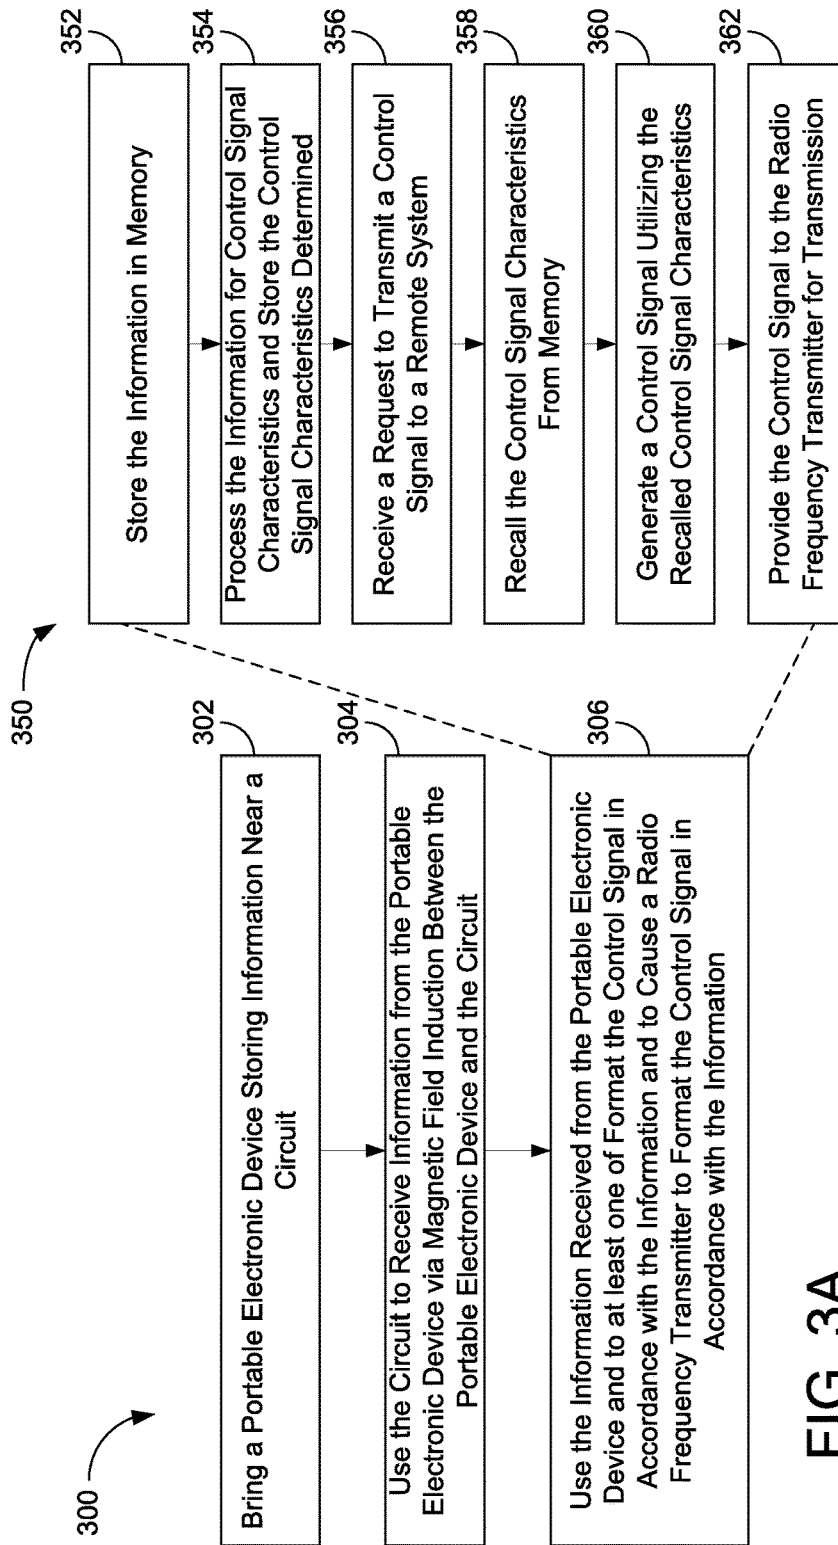 300
302
Bring a Portable Electronic Device Storing Information Near a
Circuit
304
Use the Circuit to Receive Information from the Portable
Electronic Device via Magnetic Field Induction Between the
Portable Electronic Device and the Circuit
306
Use the Information Received from the Portable Electronic
Device and to at least one of Format the Control Signal in
Accordance with the Information and to Cause a Radio
Frequency Transmitter to Format the Control Signal in
Accordance with the Information
350
352
Store the Information in Memory
354
Process the Information for Control Signal
Characteristics and Store the Control
Signal Characteristics Determined
356
Receive a Request to Transmit a Control
Signal to a Remote System
358
Recall the Control Signal Characteristics
From Memory
360
Generate a Control Signal Utilizing the
Recalled Control Signal Characteristics
362
Provide the Control Signal to the Radio
Frequency Transmitter for Transmission
FIG. 3A